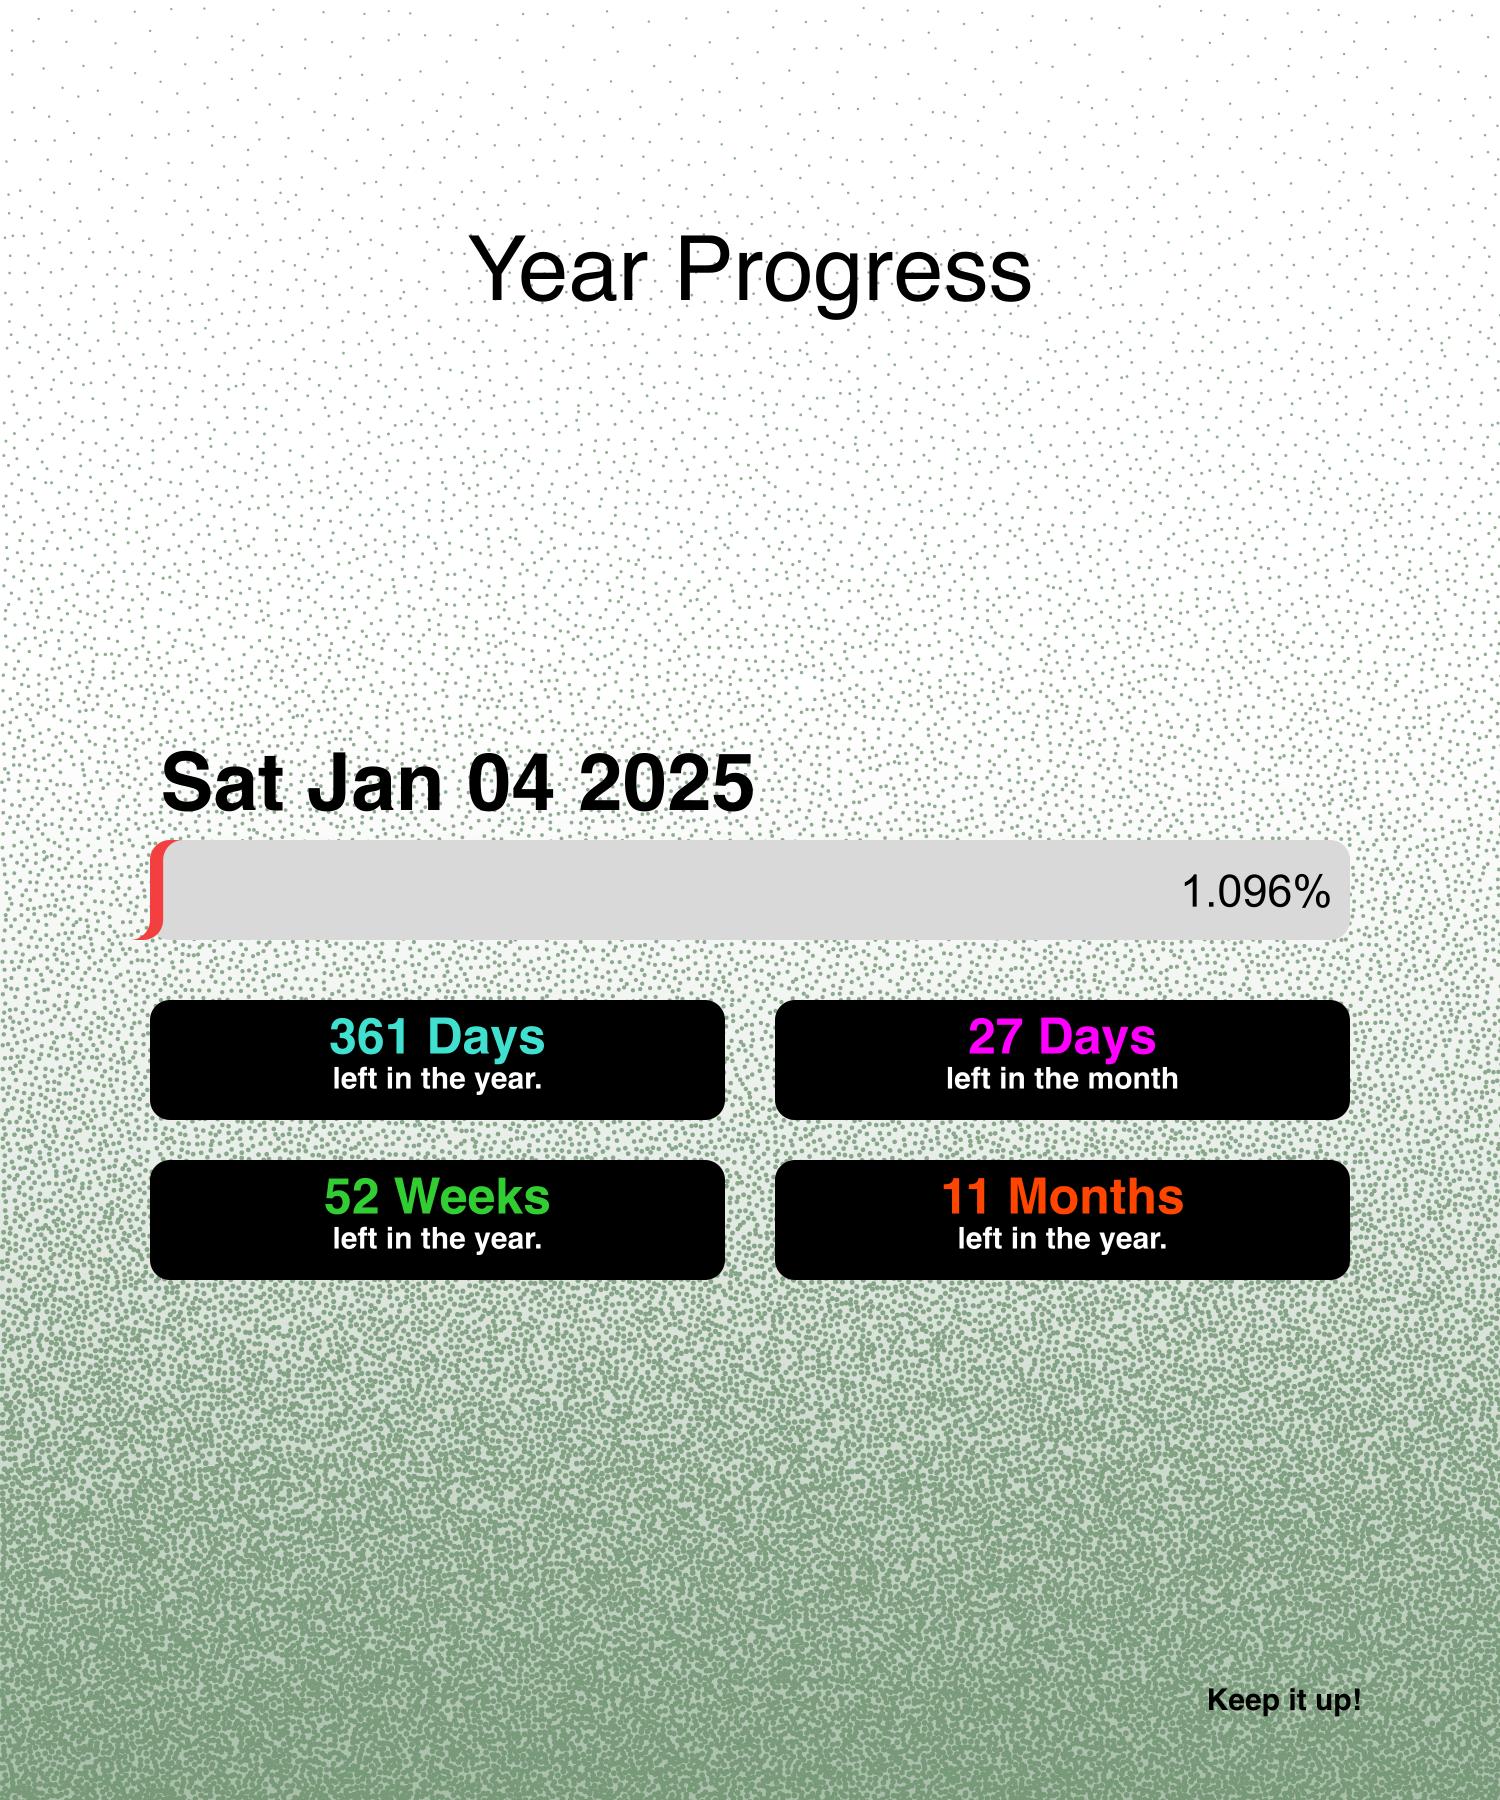 Year Progress
Sat Jan 04 2025
1.096%
361 Days
left in the year.
27 Days
left in the month
52 Weeks
left in the year.
11 Months
left in the year.
Keep it up!